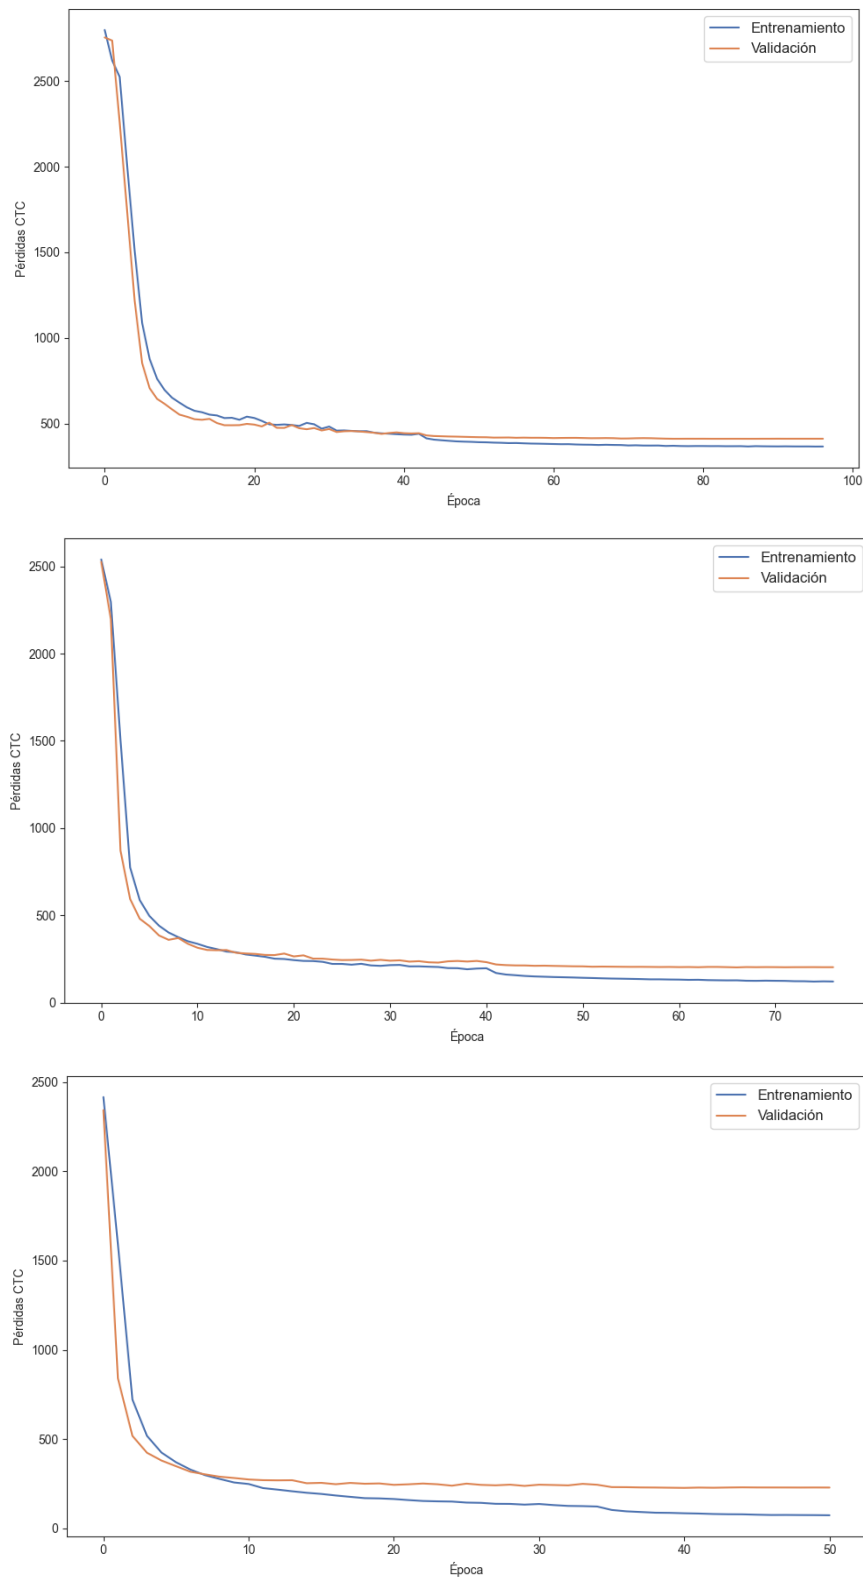 Entrenamiento
Validación
2500
2000
1500
1000
500
Pérdidas CTC
0 20 40 60 80 100
Época
Entrenamiento
Validación
2500
2000
1500
1000
500
0
Pérdidas CTC
0 10 20 30 40 50 60 70
Época
Entrenamiento
Validación
2500
2000
1500
1000
500
0
Pérdidas CTC
0 10 20 30 40 50
Época